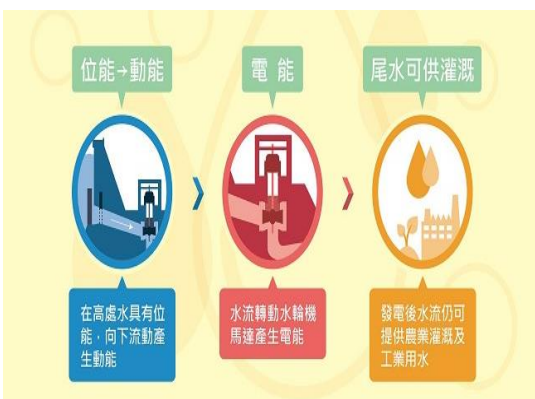 位能→動能
電能
尾水可供灌溉
在高處水具有位
能，向下流動產
生動能
水流轉動水輪機
馬達產生電能
發電後水流仍可
提供農業灌溉及
工業用水